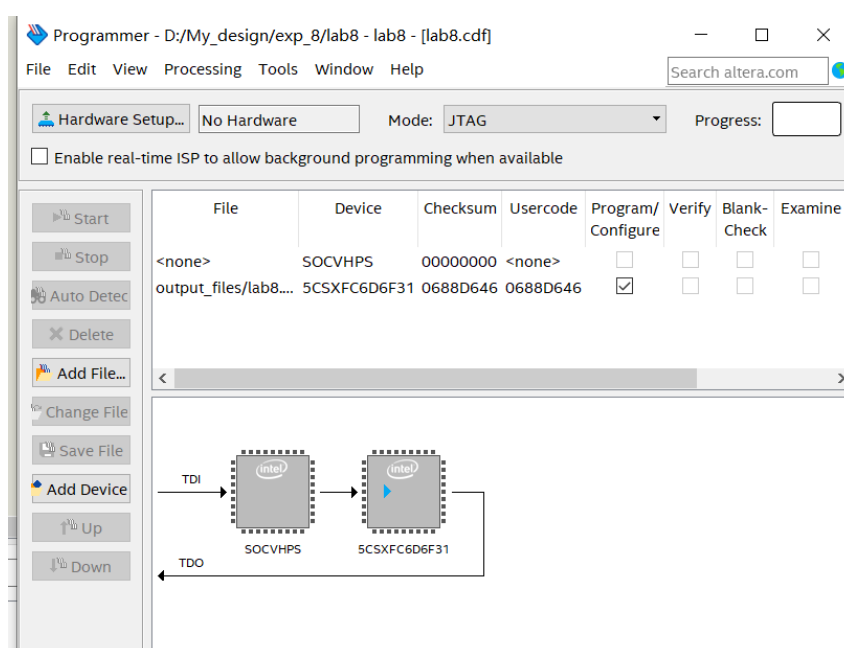 Programmer - D:/My_design/exp_8/lab8 - lab8 - [lab8.cdf]
File Edit View Processing Tools Window Help
Search altera.com
Hardware Setup... No Hardware Mode: JTAG Progress:
Enable real-time ISP to allow background programming when available
Start
Stop
Auto Detec
Delete
Add File...
Change File
Save File
Add Device
Up
Down
File Device Checksum Usercode Program/ Verify Blank- Examine
Configure Check
<none> SOCVHPS 00000000 <none>
output_files/lab8.... 5CSXFC6D6F31 0688D646 0688D646
intel intel
TDI
SOCVHPS 5CSXFC6D6F31
TDO